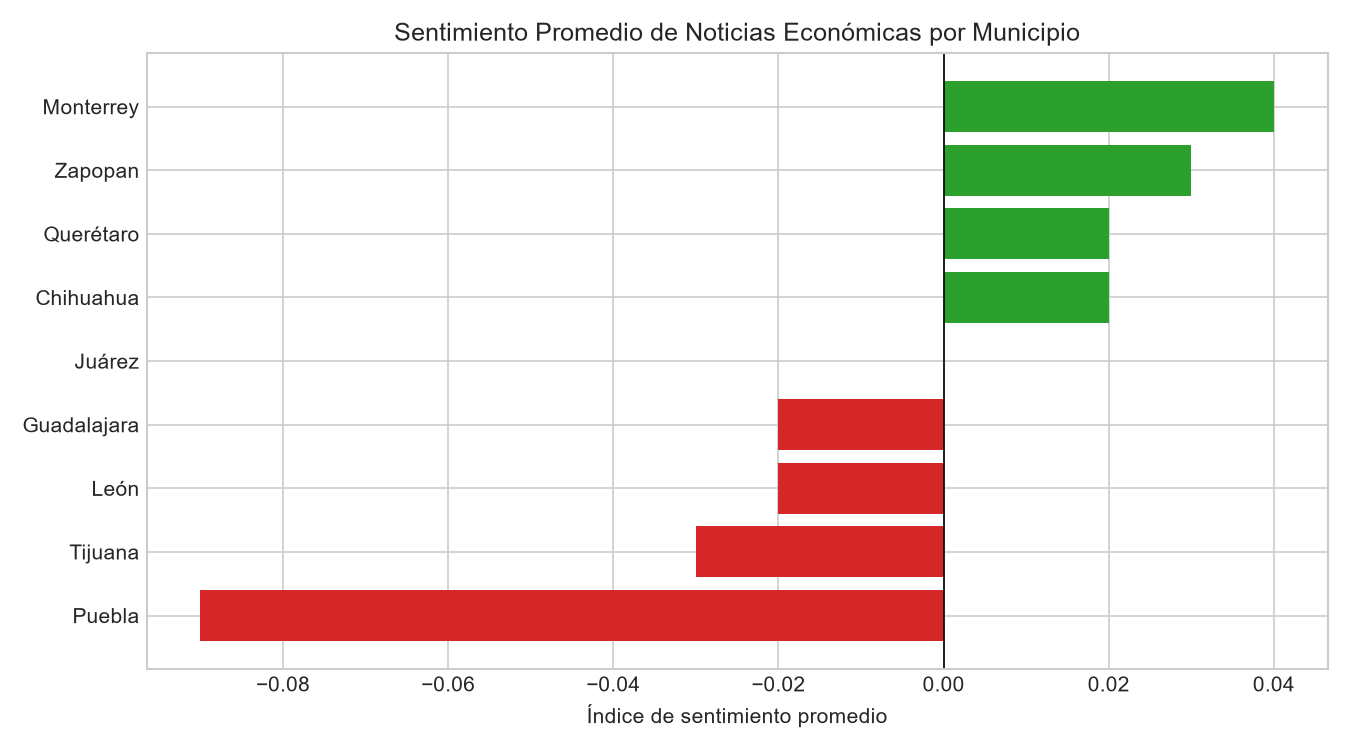 Sentimiento Promedio de Noticias Económicas por Municipio
Monterrey
Zapopan
Querétaro
Chihuahua
Juárez
Guadalajara
León
Tijuana
Puebla
−0.08 −0.06 −0.04 −0.02 0.00 0.02 0.04
Índice de sentimiento promedio